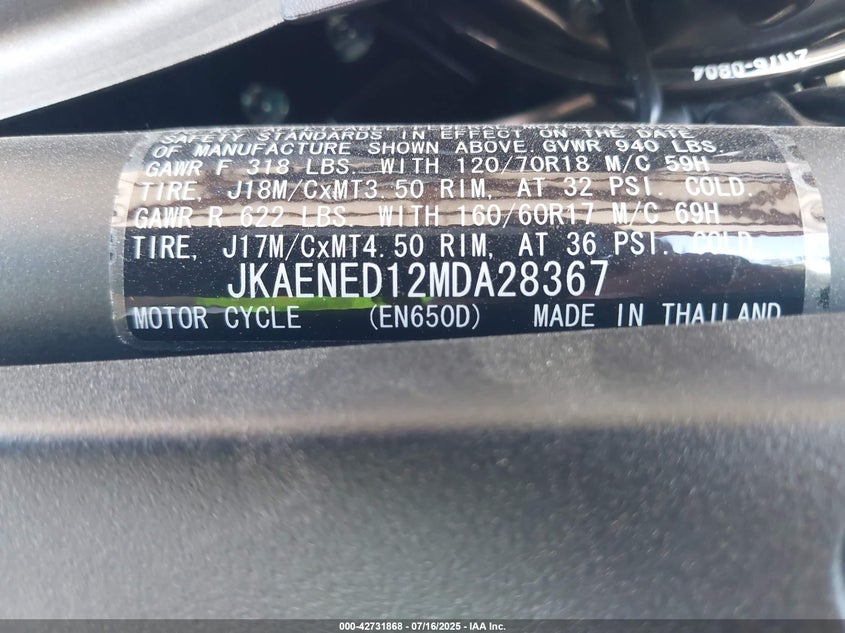 21176-0804
SAFETY STANDARDS IN EFFECT ON THE DATE
OF MANUFACTURE SHOWN ABOVE. GVWR 940 LBS.
GAWR F 318 LBS. WITH 120/70R18 M/C 59H
TIRE, J18M/CxMT3.50 RIM, AT 32 PSI. COLD.
GAWR R 622 LBS. WITH 160/60R17 M/C 69H
TIRE, J17M/CxMT4.50 RIM, AT 36 PSI. COLD.
JKAENED12MDA28367
MOTOR CYCLE (EN650D) MADE IN THAILAND
000-42731868 - 07/16/2025 - IAA Inc.